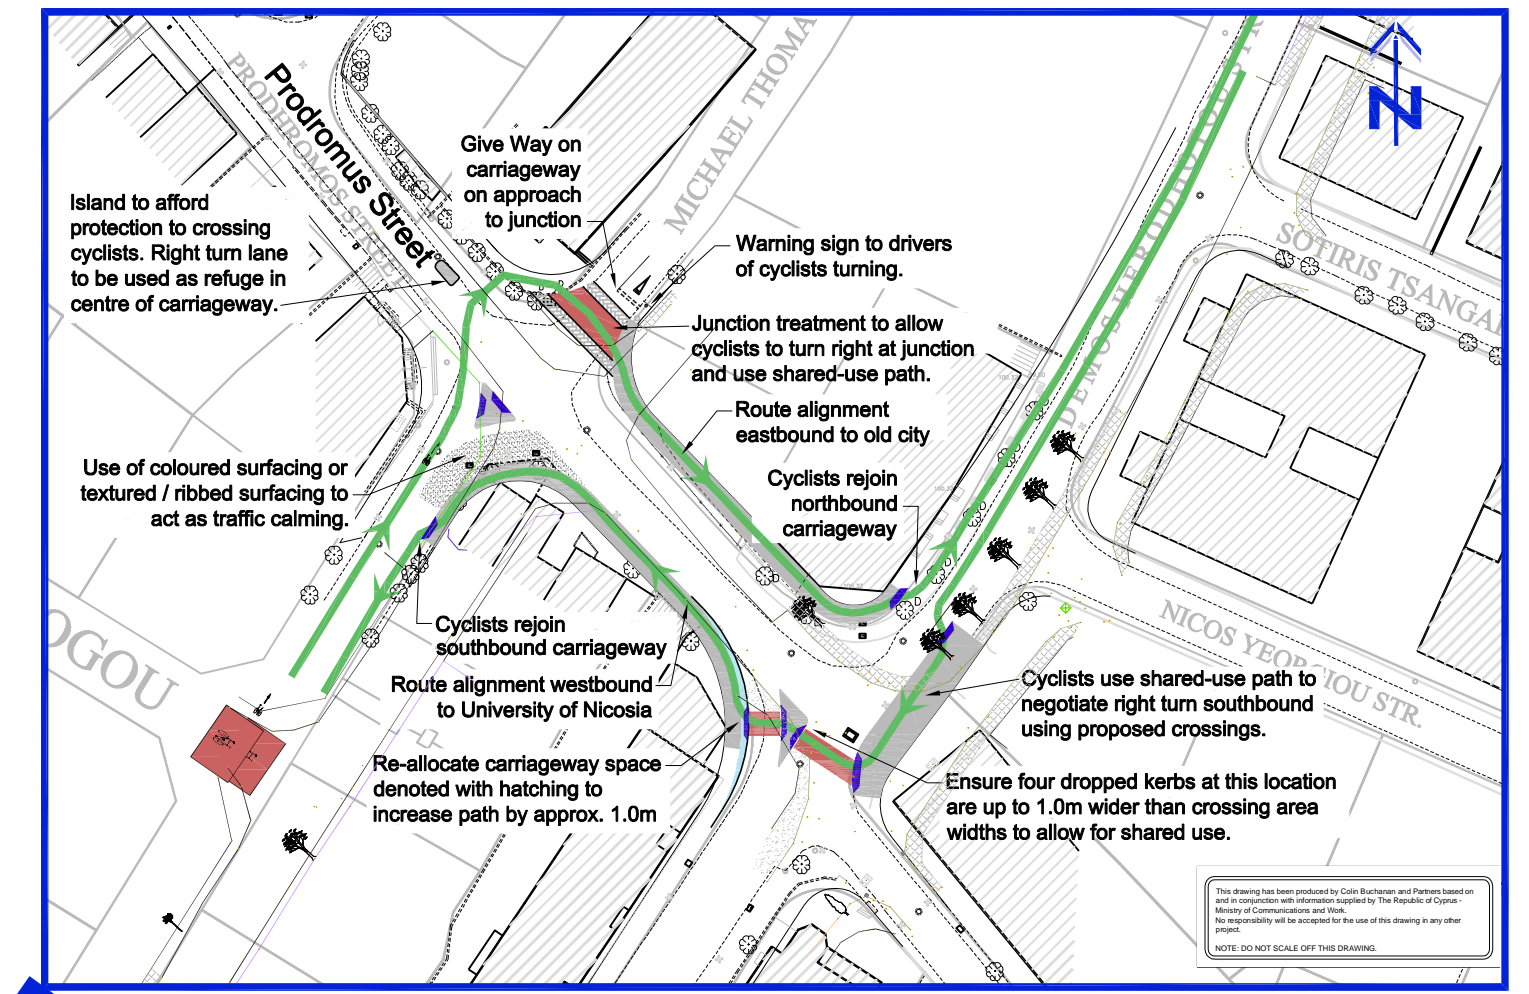 Prodromus Street
PRODHROMOS STREET
MICHAEL THOMA
Give Way on
carriageway
on approach
to junction
Island to afford
protection to crossing
cyclists. Right turn lane
to be used as refuge in
centre of carriageway.
Warning sign to drivers
of cyclists turning.
Junction treatment to allow
cyclists to turn right at junction
and use shared-use path.
Route alignment
eastbound to old city
Cyclists rejoin
northbound
carriageway
Use of coloured surfacing or
textured / ribbed surfacing to
act as traffic calming.
Cyclists rejoin
southbound carriageway
Route alignment westbound
to University of Nicosia
Re-allocate carriageway space
denoted with hatching to
increase path by approx. 1.0m
Cyclists use shared-use path to
negotiate right turn southbound
using proposed crossings.
Ensure four dropped kerbs at this location
are up to 1.0m wider than crossing area
widths to allow for shared use.
SOTIRIS TSANGA
NICOS YEORGHIOU STR.
OGOU
N
D
D
D
D
This drawing has been produced by Colin Buchanan and Partners based on
and in conjunction with information supplied by The Republic of Cyprus -
Ministry of Communications and Work.
No responsibility will be accepted for the use of this drawing in any other
project.
NOTE: DO NOT SCALE OFF THIS DRAWING.